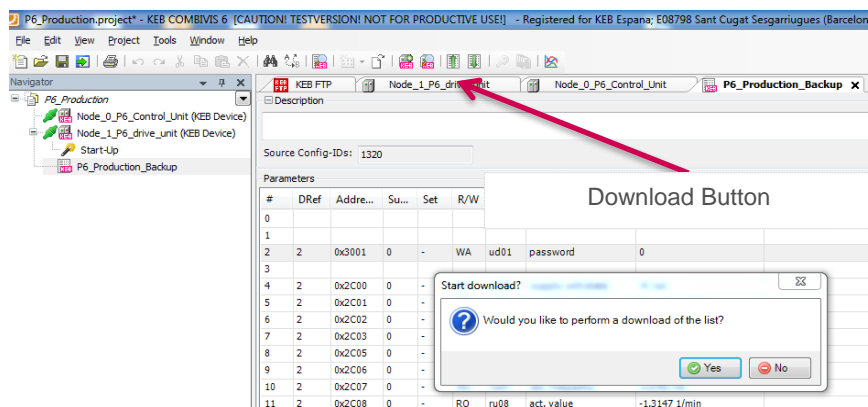 P6_Production.project* - KEB COMBIVIS 6 [CAUTION! TESTVERSION! NOT FOR PRODUCTIVE USE!] - Registered for KEB Espana; E08798 Sant Cugat Sesgarriugues (Barcelon
File Edit View Project Tools Window Help
Navigator
KEB FTP Node_1_P6_drive_unit Node_0_P6_Control_Unit P6_Production_Backup
P6_Production
Node_0_P6_Control_Unit (KEB Device)
Node_1_P6_drive_unit (KEB Device)
Start-Up
P6_Production_Backup
Description
Source Config-IDs: 1320
Parameters
# DRef Addre... Su... Set R/W
Download Button
0
1
2 2 0x3001 0 - WA ud01 password 0
3
4 2 0x2C00 0 -
5 2 0x2C01 0 -
6 2 0x2C02 0 -
7 2 0x2C03 0 -
8 2 0x2C05 0 -
9 2 0x2C06 0 -
10 2 0x2C07 0 -
11 2 0x2C08 0 - RO ru08 act. value -1.3147 1/min
Start download?
Would you like to perform a download of the list?
Yes No